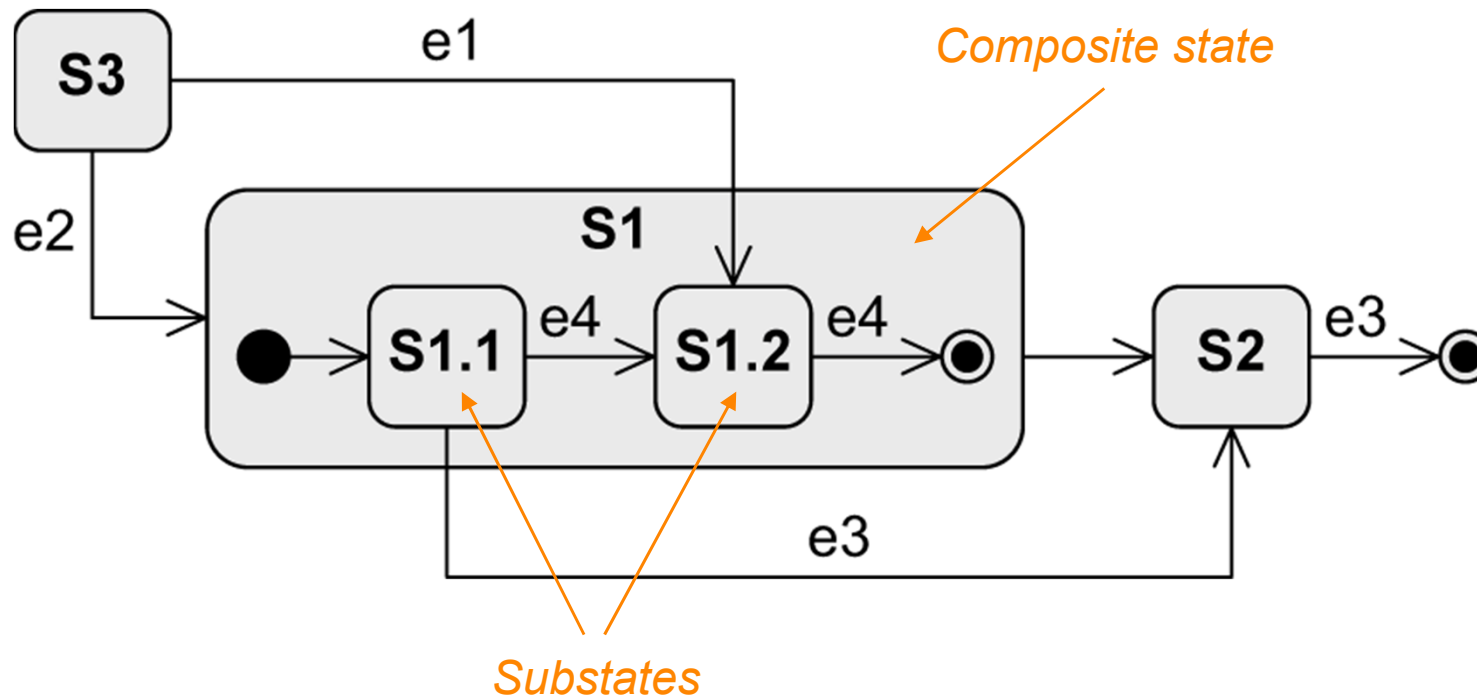 e1
Composite state
S3
e2
S1
S1.1
e4
S1.2
e4
S2
e3
e3
Substates